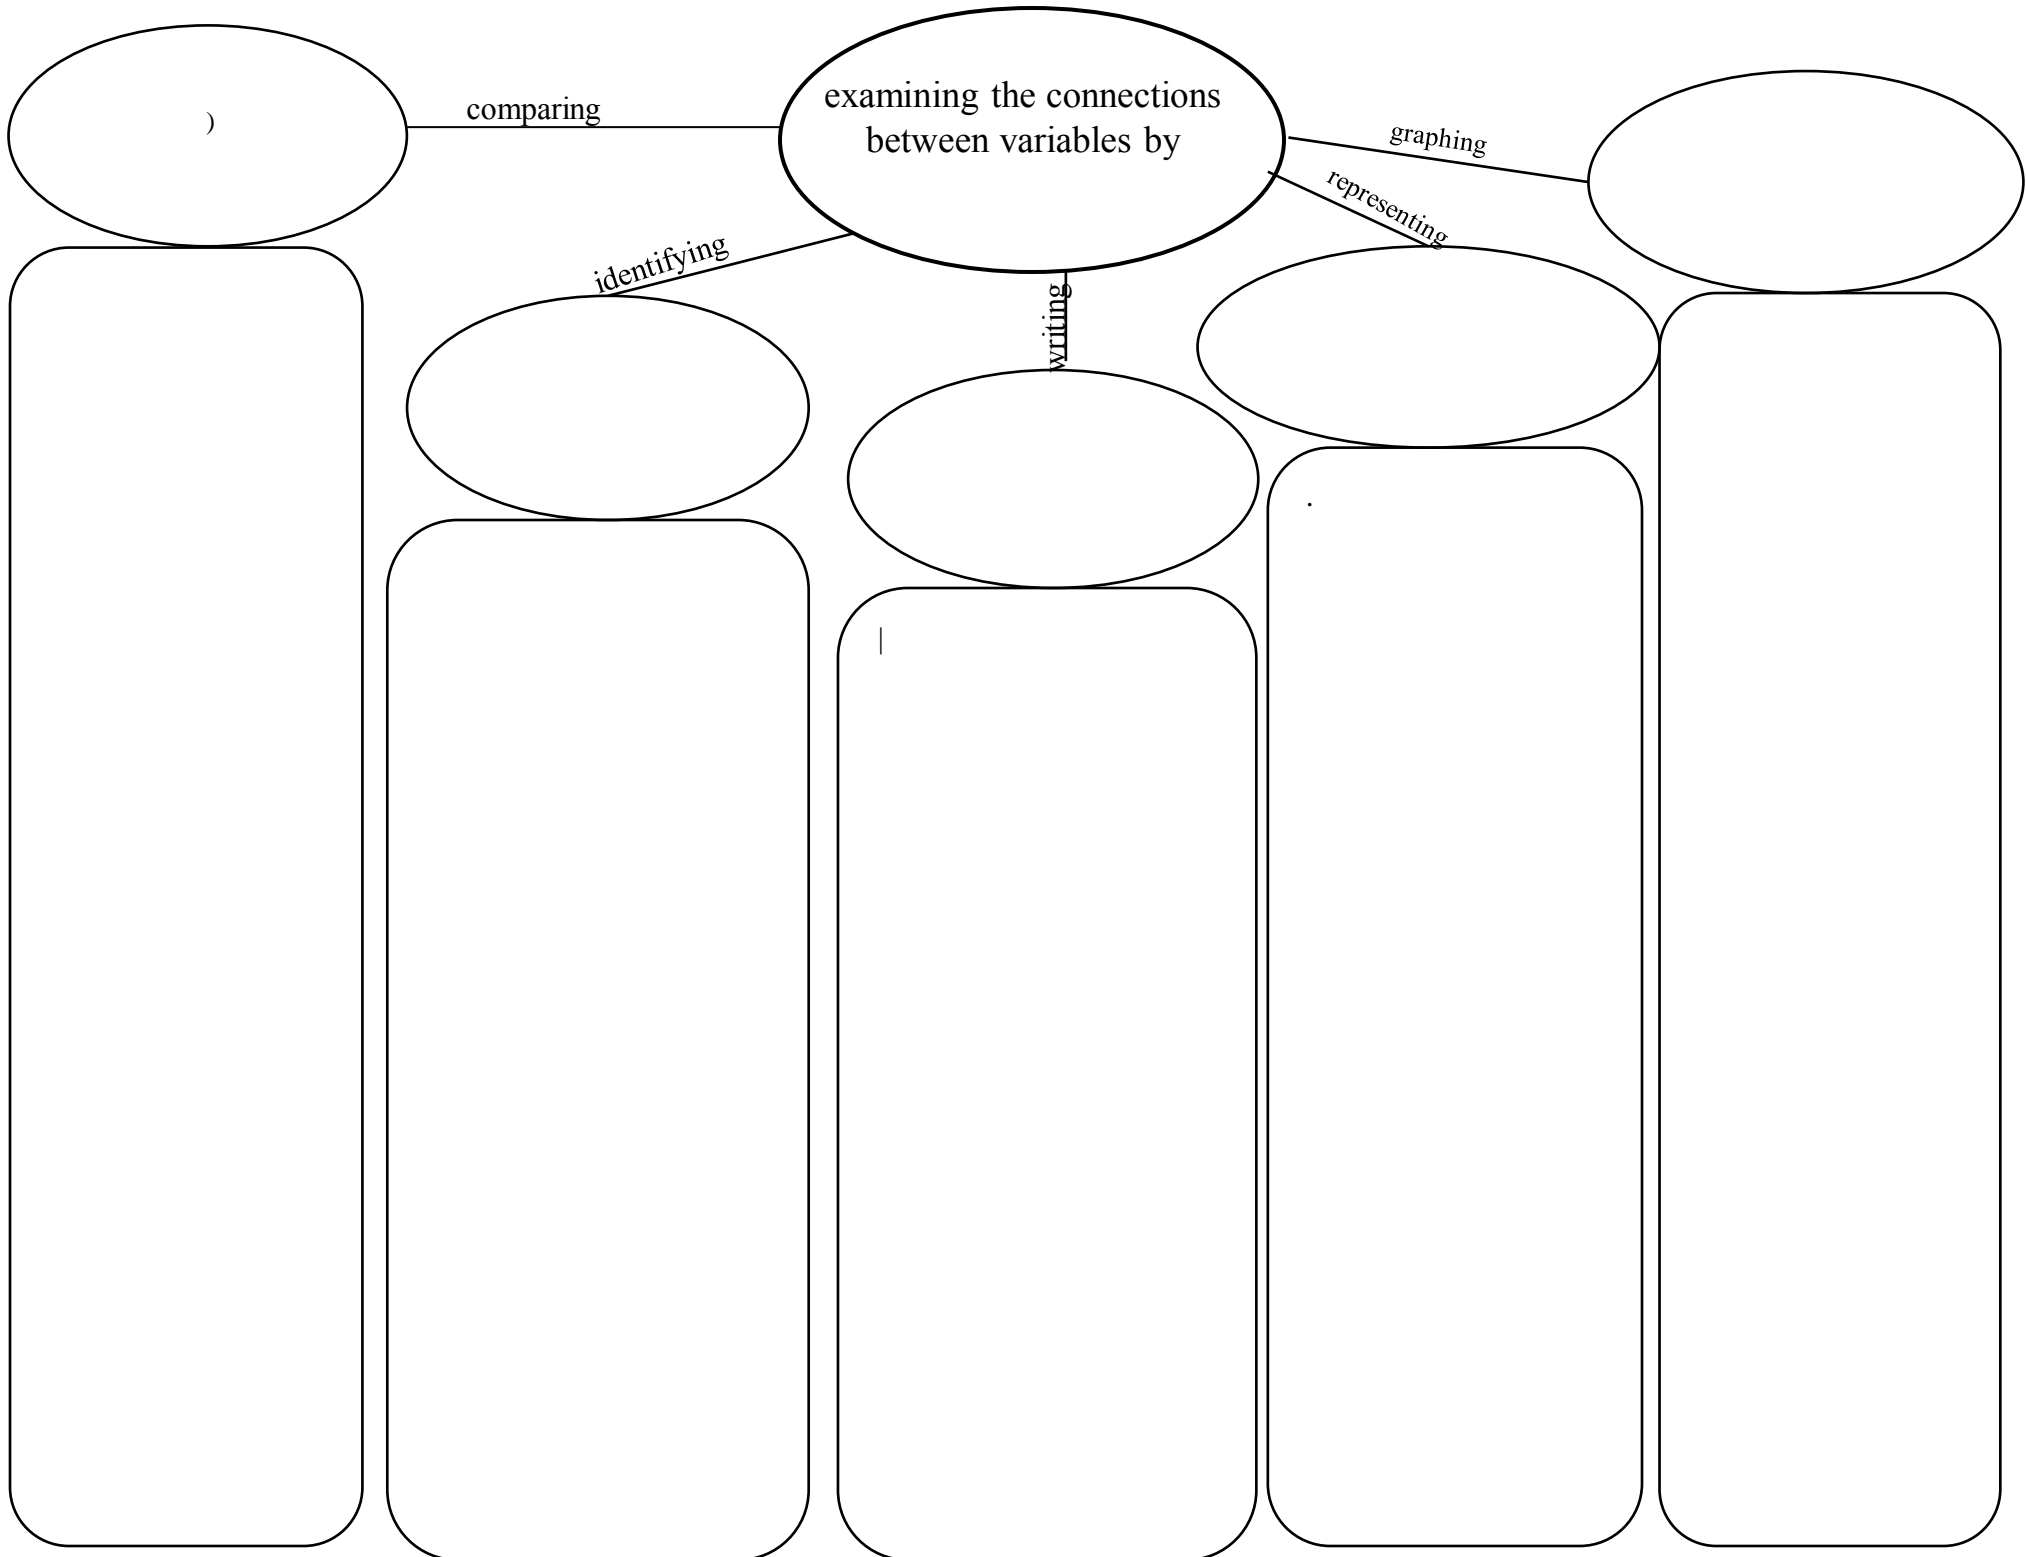 examining the connections
between variables by
)
comparing
identifying
writing
representing
graphing
|
.